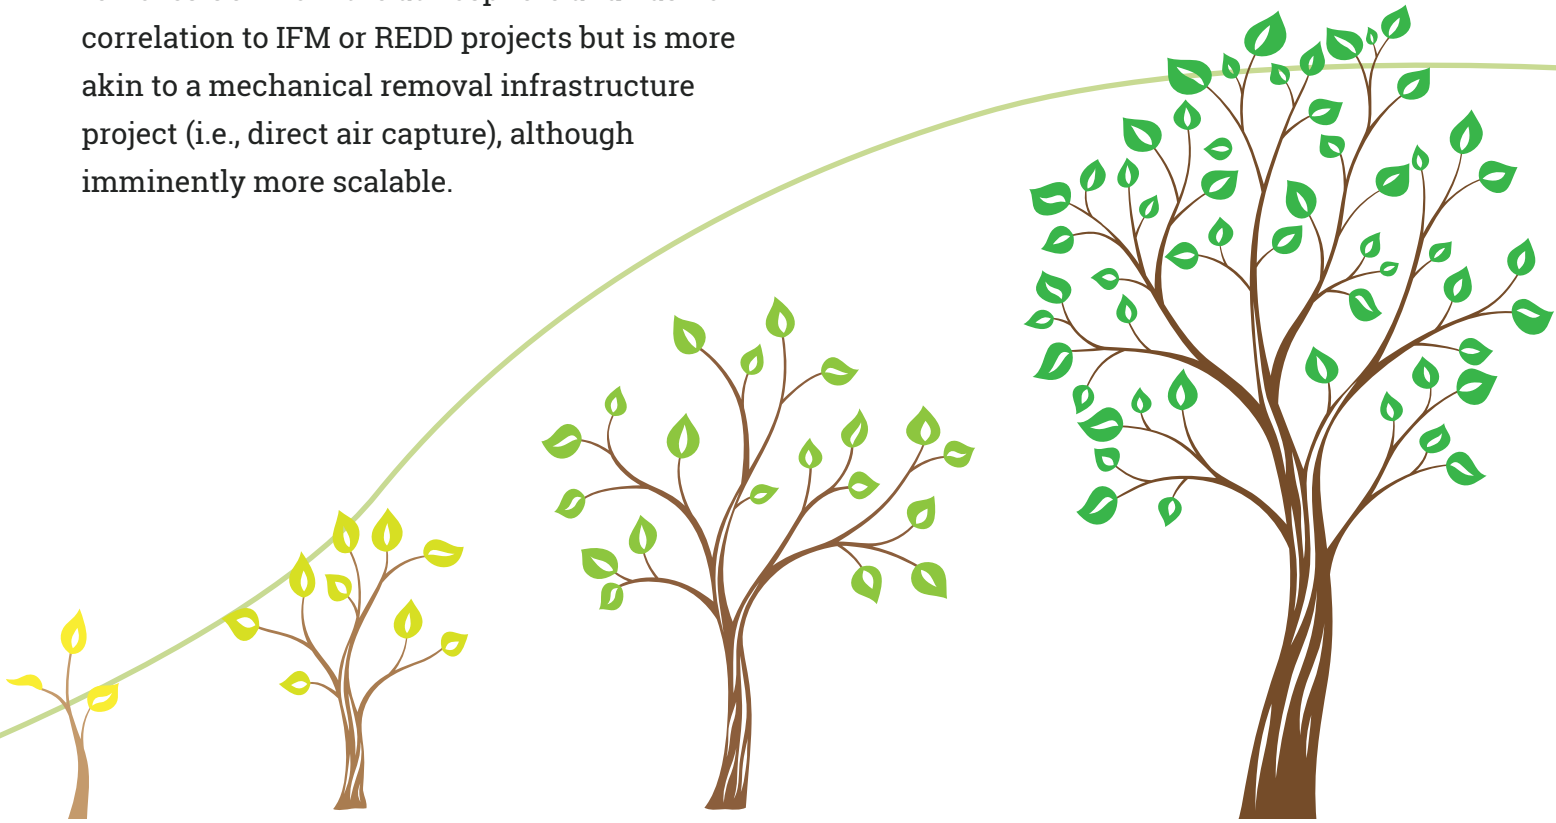 correlation to IFM or REDD projects but is more
akin to a mechanical removal infrastructure
project (i.e., direct air capture), although
imminently more scalable.